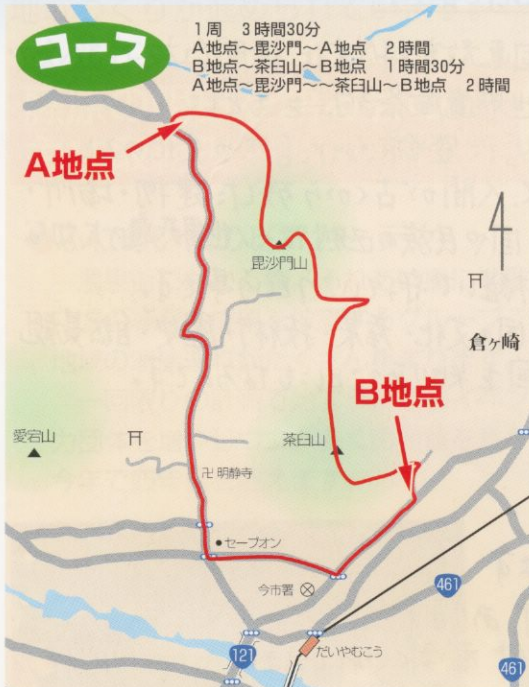 コース
1周 3時間30分
A地点～毘沙門～A地点 2時間
B地点～茶臼山～B地点 1時間30分
A地点～毘沙門～～茶臼山～B地点 2時間
A地点
毘沙門山
倉ヶ崎
B地点
愛宕山
茶臼山
卍明静寺
セーブオン
今市署
461
121
だいやむこう
461